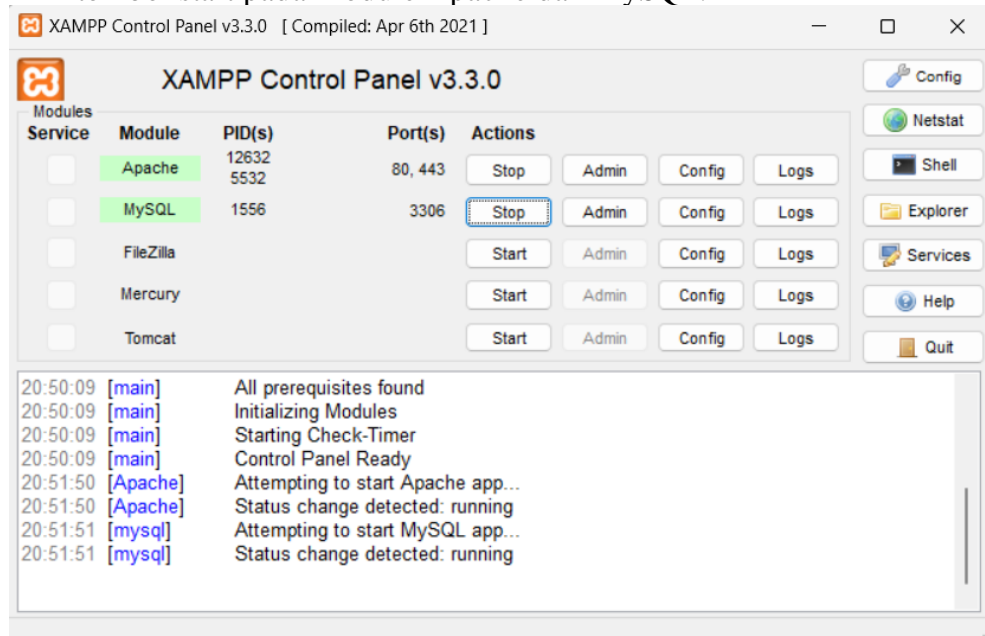 XAMPP Control Panel v3.3.0 [ Compiled: Apr 6th 2021 ]
XAMPP Control Panel v3.3.0
Config
Modules
Service Module PID(s) Port(s) Actions
Netstat
Apache 12632 5532 80, 443 Stop Admin Config Logs
Shell
MySQL 1556 3306 Stop Admin Config Logs
Explorer
FileZilla Start Admin Config Logs
Services
Mercury Start Admin Config Logs
Help
Tomcat Start Admin Config Logs
Quit
20:50:09 [main] All prerequisites found
20:50:09 [main] Initializing Modules
20:50:09 [main] Starting Check-Timer
20:50:09 [main] Control Panel Ready
20:51:50 [Apache] Attempting to start Apache app...
20:51:50 [Apache] Status change detected: running
20:51:51 [mysql] Attempting to start MySQL app...
20:51:51 [mysql] Status change detected: running